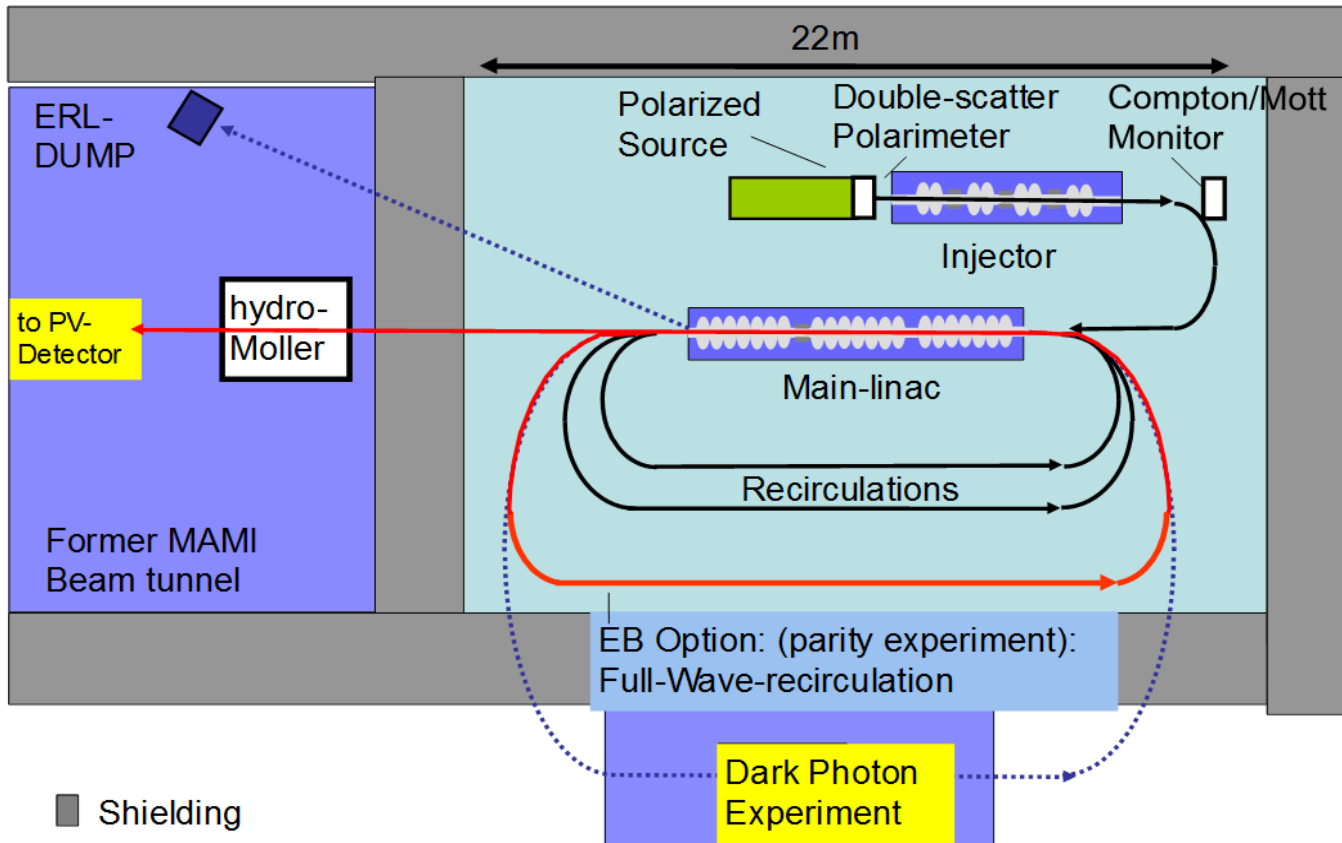 22m
ERL-
DUMP
Polarized
Source
Double-scatter
Polarimeter
Compton/Mott
Monitor
Injector
to PV-
Detector
hydro-
Moller
Main-linac
Recirculations
Former MAMI
Beam tunnel
EB Option: (parity experiment):
Full-Wave-recirculation
Dark Photon
Experiment
Shielding